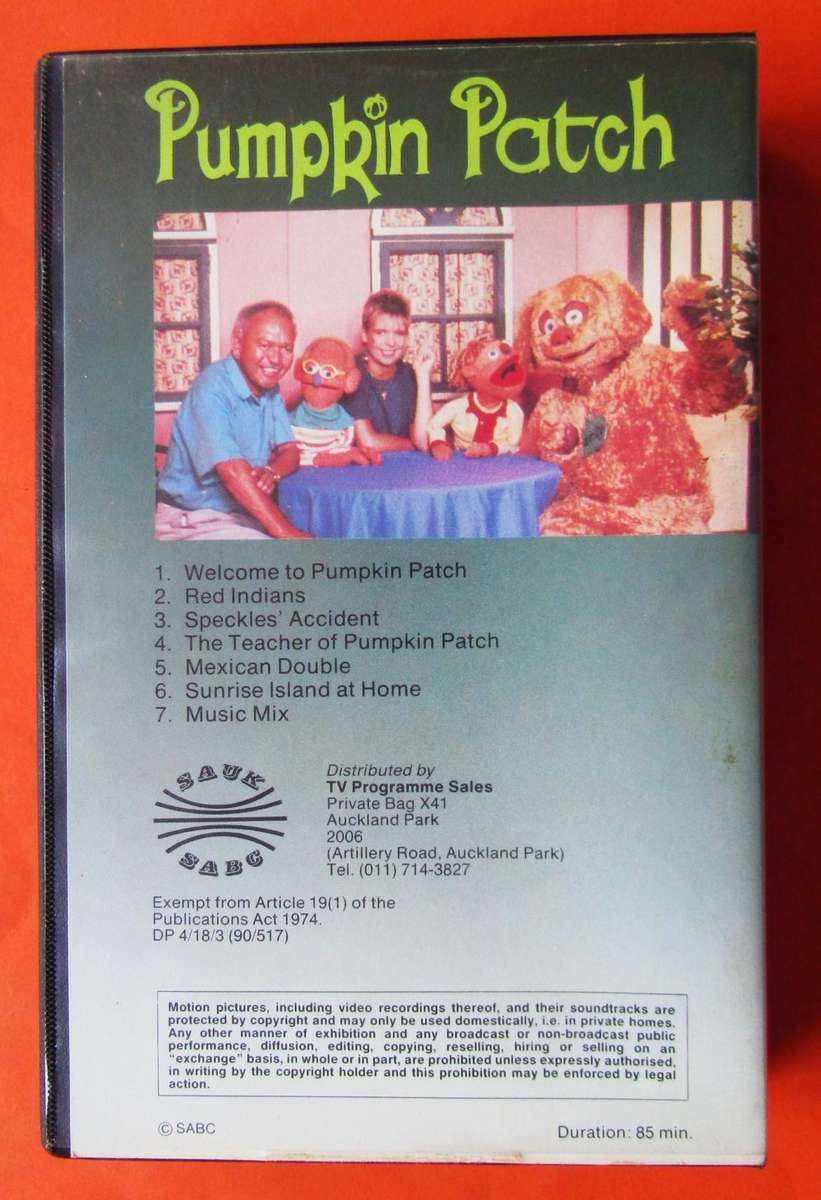 Pumpkin Patch
1. Welcome to Pumpkin Patch
2. Red Indians
3. Speckles' Accident
4. The Teacher of Pumpkin Patch
5. Mexican Double
6. Sunrise Island at Home
7. Music Mix
SAUK
SABC
Distributed by
TV Programme Sales
Private Bag X41
Auckland Park
2006
(Artillery Road, Auckland Park)
Tel. (011) 714-3827
Exempt from Article 19(1) of the
Publications Act 1974.
DP 4/18/3 (90/517)
Motion pictures, including video recordings thereof, and their soundtracks are
protected by copyright and may only be used domestically, i.e. in private homes.
Any other manner of exhibition and any broadcast or non-broadcast public
performance, diffusion, editing, copying, reselling, hiring or selling on an
"exchange" basis, in whole or in part, are prohibited unless expressly authorised,
in writing by the copyright holder and this prohibition may be enforced by legal
action.
© SABC
Duration: 85 min.